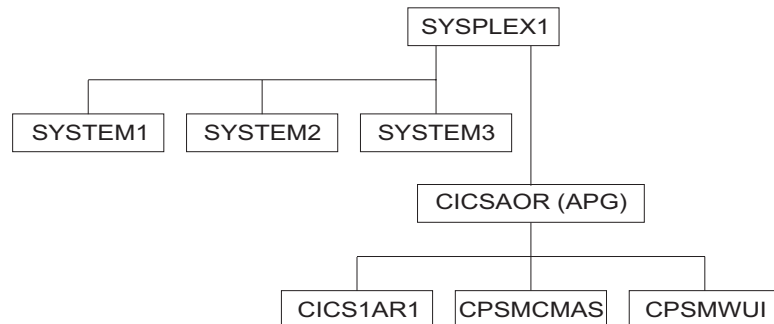 SYSPLEX1
SYSTEM1
SYSTEM2
SYSTEM3
CICSAOR (APG)
CICS1AR1
CPSMCMAS
CPSMWUI